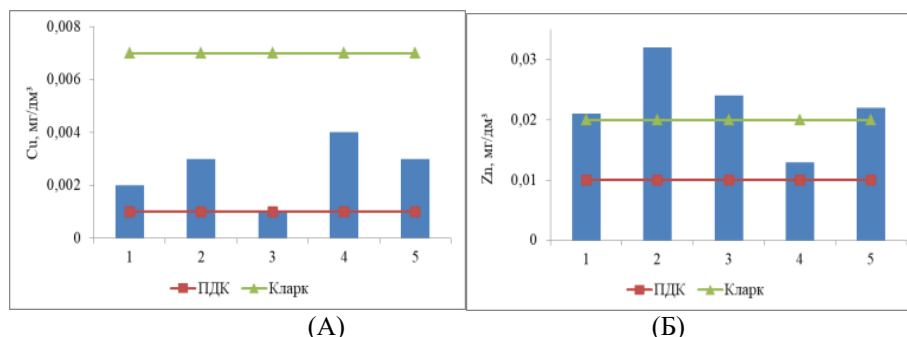 Cu, мг/дм³
0,008
0,006
0,004
0,002
0
1 2 3 4 5
ПДК Кларк
(А)
Zn, мг/дм³
0,03
0,02
0,01
0
1 2 3 4 5
ПДК Кларк
(Б)